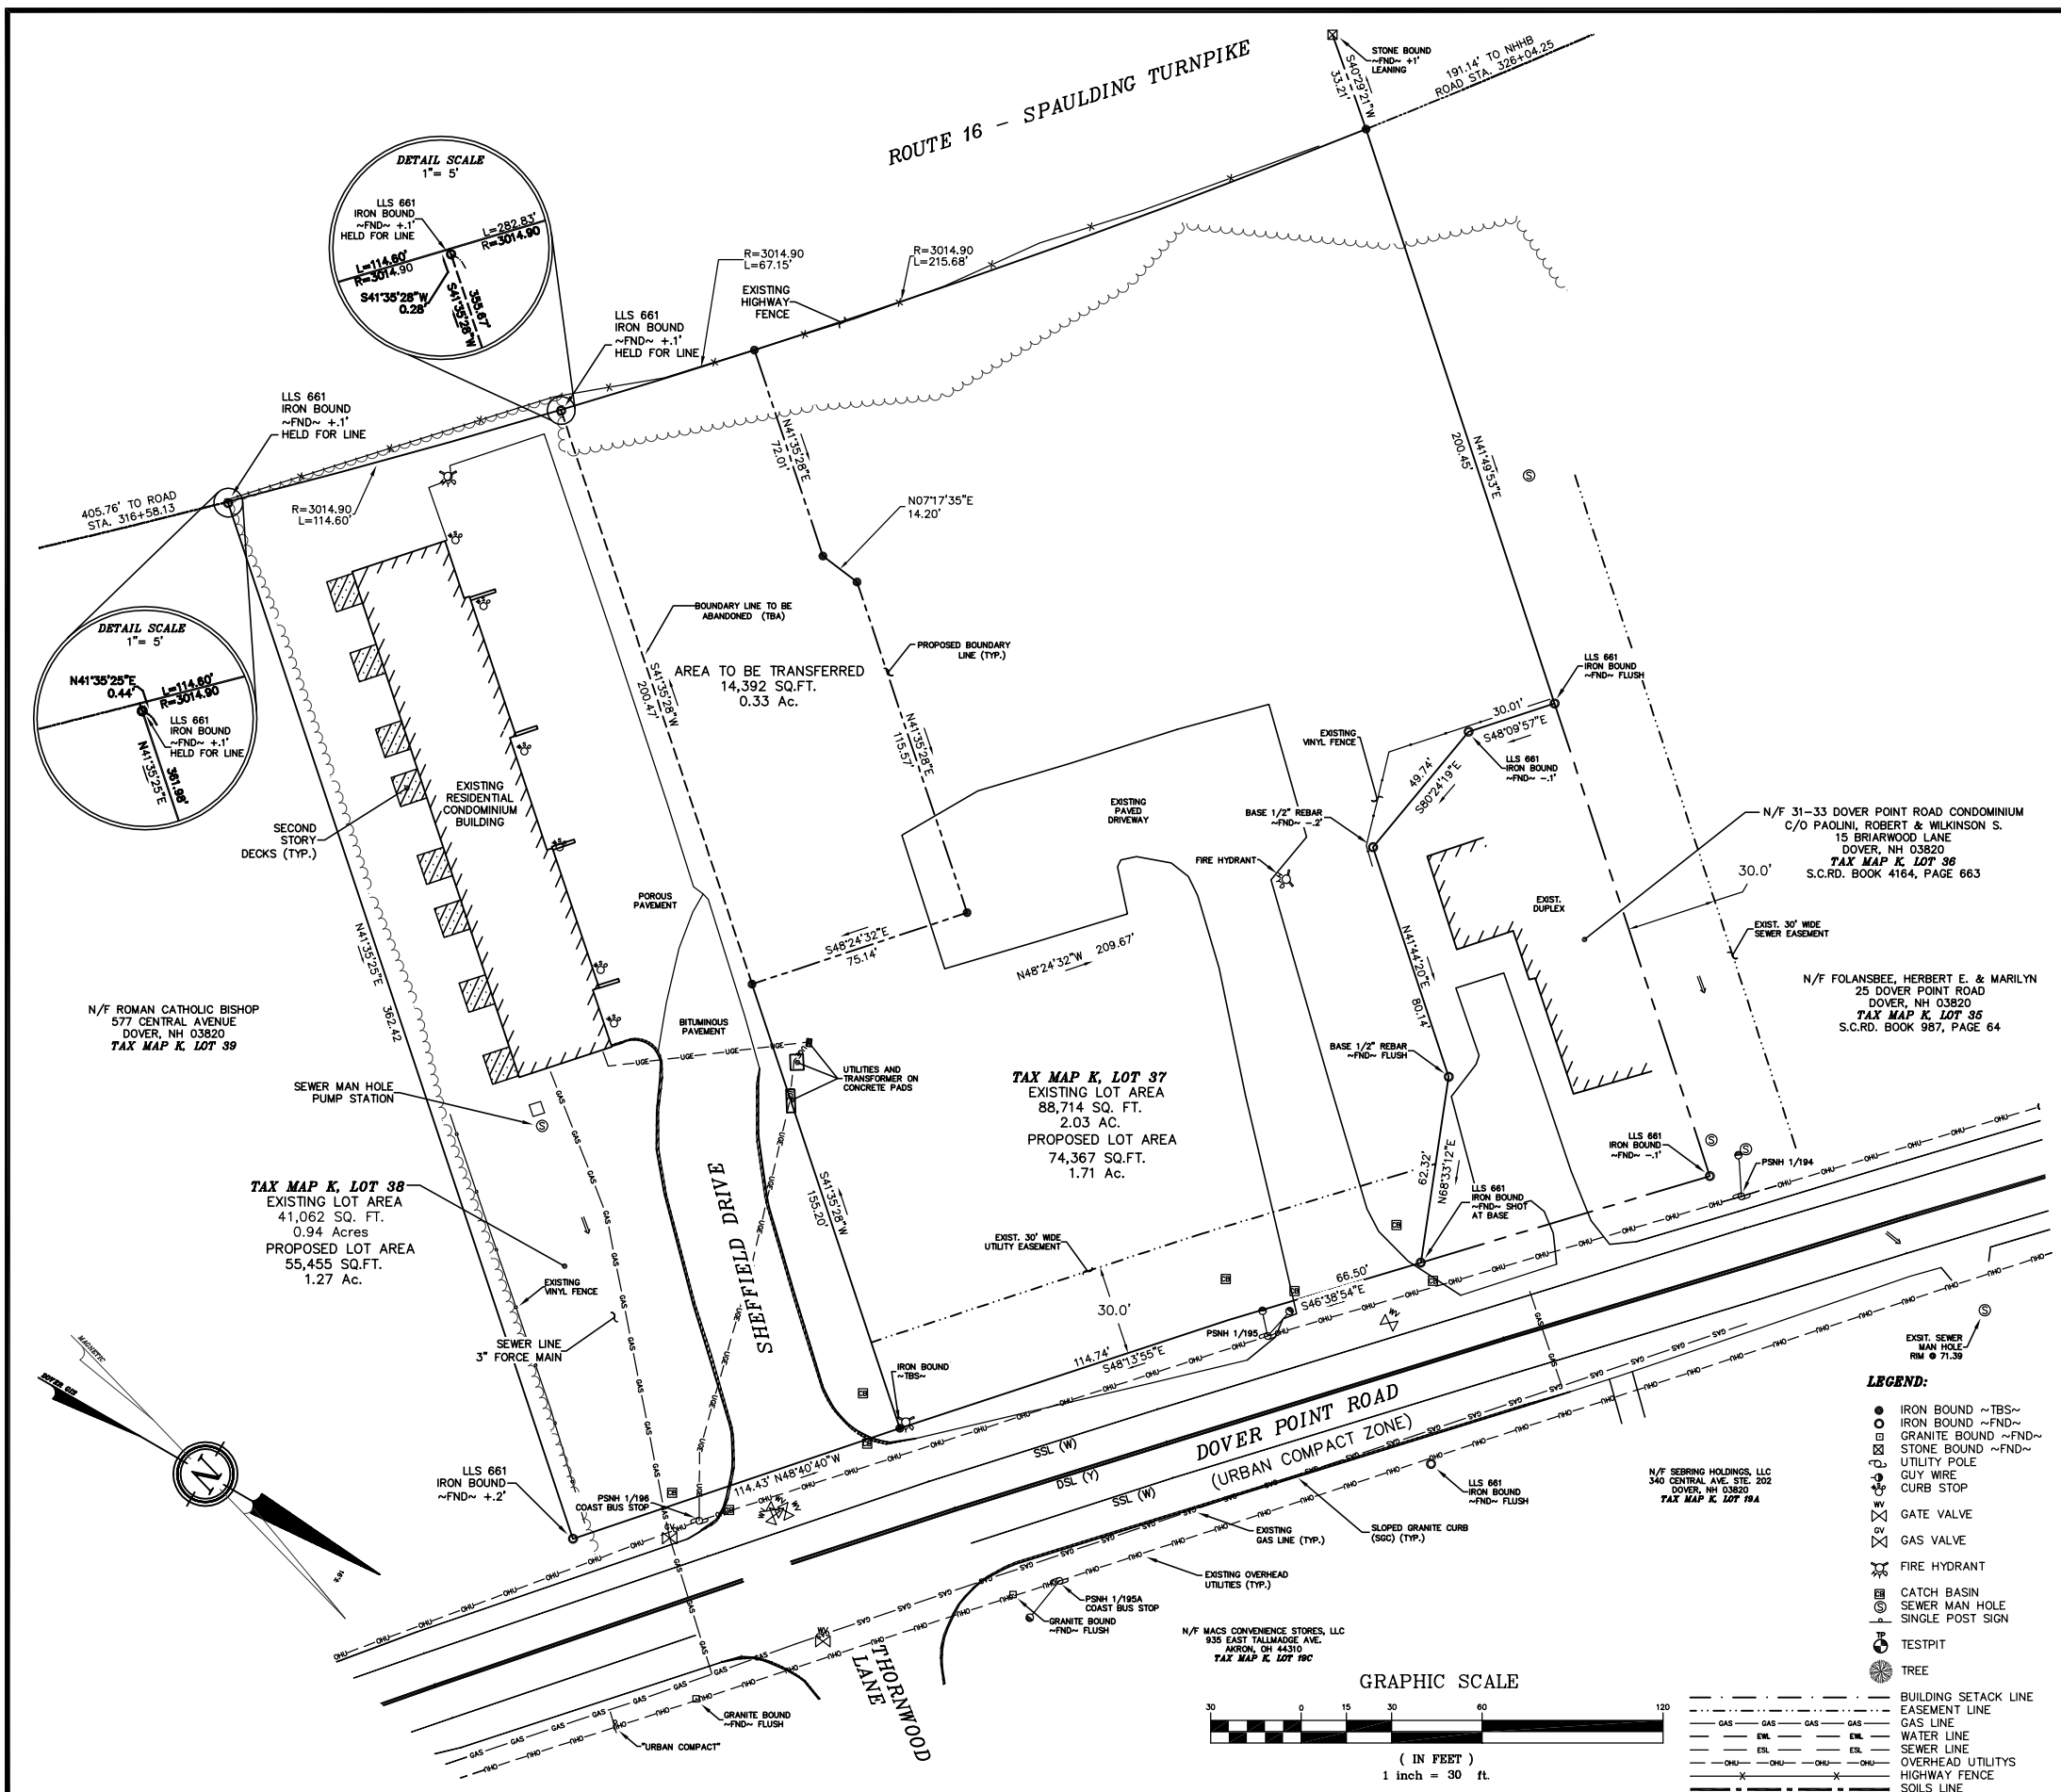 ROUTE 16 - SPAULDING TURNPIKE
STONE BOUND
~FND~ +1'
LEANING
S40°29'21"W
33.21'
191.14' TO NHHB
ROAD STA. 326+04.25
DETAIL SCALE
1"= 5'
LLS 661
IRON BOUND
~FND~ +.1'
HELD FOR LINE
L=282.83'
R=3014.90
L=114.60'
R=3014.90
S41°35'28"W
0.28'
355.67'
S41°35'28"W
R=3014.90
L=67.15'
R=3014.90
L=215.68'
EXISTING
HIGHWAY
FENCE
LLS 661
IRON BOUND
~FND~ +.1'
HELD FOR LINE
LLS 661
IRON BOUND
~FND~ +.1'
HELD FOR LINE
405.76' TO ROAD
STA. 316+58.13
R=3014.90
L=114.60'
N41°35'28"E
72.01'
N07°17'35"E
14.20'
N41°49'53"E
200.45'
DETAIL SCALE
1"= 5'
N41°35'25"E
0.44'
L=114.60'
R=3014.90
LLS 661
IRON BOUND
~FND~ +.1'
HELD FOR LINE
361.98'
N41°35'25"E
BOUNDARY LINE TO BE
ABANDONED (TBA)
PROPOSED BOUNDARY
LINE (TYP.)
S41°35'28"W
200.47'
AREA TO BE TRANSFERRED
14,392 SQ.FT.
0.33 Ac.
N41°35'28"E
115.57'
LLS 661
IRON BOUND
~FND~ FLUSH
30.01'
S48°09'57"E
EXISTING
VINYL FENCE
LLS 661
IRON BOUND
~FND~ -.1'
49.74'
S80°24'19"E
EXISTING
RESIDENTIAL
CONDOMINIUM
BUILDING
SECOND
STORY
DECKS (TYP.)
EXISTING
PAVED
DRIVEWAY
BASE 1/2" REBAR
~FND~ -.2'
FIRE HYDRANT
N/F 31-33 DOVER POINT ROAD CONDOMINIUM
C/O PAOLINI, ROBERT & WILKINSON S.
15 BRIARWOOD LANE
DOVER, NH 03820
TAX MAP K, LOT 36
S.C.RD. BOOK 4164, PAGE 663
30.0'
POROUS
PAVEMENT
EXIST.
DUPLEX
EXIST. 30' WIDE
SEWER EASEMENT
N41°35'25"E
362.42
S48°24'32"E
75.14'
N48°24'32"W 209.67'
N41°44'20"E
80.14'
N/F FOLANSBEE, HERBERT E. & MARILYN
25 DOVER POINT ROAD
DOVER, NH 03820
TAX MAP K, LOT 35
S.C.RD. BOOK 987, PAGE 64
N/F ROMAN CATHOLIC BISHOP
577 CENTRAL AVENUE
DOVER, NH 03820
TAX MAP K, LOT 39
BITUMINOUS
PAVEMENT
UGE UGE UGE
UTILITIES AND
TRANSFORMER ON
CONCRETE PADS
BASE 1/2" REBAR
~FND~ FLUSH
SEWER MAN HOLE
PUMP STATION
TAX MAP K, LOT 37
EXISTING LOT AREA
88,714 SQ. FT.
2.03 AC.
PROPOSED LOT AREA
74,367 SQ.FT.
1.71 Ac.
LLS 661
IRON BOUND
~FND~ -.1'
PSNH 1/194
62.32'
N68°33'12"E
TAX MAP K, LOT 38
EXISTING LOT AREA
41,062 SQ. FT.
0.94 Acres
PROPOSED LOT AREA
55,455 SQ.FT.
1.27 Ac.
SHEFFIELD DRIVE
S41°35'28"W
155.20'
LLS 661
IRON BOUND
~FND~ SHOT
AT BASE
EXIST. 30' WIDE
UTILITY EASEMENT
30.0'
66.50'
S46°38'54"E
EXISTING
VINYL FENCE
SEWER LINE
3" FORCE MAIN
PSNH 1/195
114.74'
S48°13'55"E
EXSIT. SEWER
MAN HOLE
RIM @ 71.39
MAGNETIC
DOVER GIS
N
IRON BOUND
~TBS~
DOVER POINT ROAD
(URBAN COMPACT ZONE)
SSL (W)
DSL (Y)
SSL (W)
LLS 661
IRON BOUND
~FND~ +.2'
114.43' N48°40'40"W
PSNH 1/196
COAST BUS STOP
LLS 661
IRON BOUND
~FND~ FLUSH
N/F SEBRING HOLDINGS, LLC
340 CENTRAL AVE. STE. 202
DOVER, NH 03820
TAX MAP K, LOT 19A
EXISTING
GAS LINE (TYP.)
SLOPED GRANITE CURB
(SGC) (TYP.)
EXISTING OVERHEAD
UTILITIES (TYP.)
PSNH 1/195A
COAST BUS STOP
GRANITE BOUND
~FND~ FLUSH
N/F MACS CONVENIENCE STORES, LLC
935 EAST TALLMADGE AVE.
AKRON, OH 44310
TAX MAP K, LOT 19C
THORNWOOD
LANE
GRANITE BOUND
~FND~ FLUSH
"URBAN COMPACT"
GRAPHIC SCALE
30 0 15 30 60 120
( IN FEET )
1 inch = 30 ft.
LEGEND:
IRON BOUND ~TBS~
IRON BOUND ~FND~
GRANITE BOUND ~FND~
STONE BOUND ~FND~
UTILITY POLE
GUY WIRE
CURB STOP
WV
GATE VALVE
GV
GAS VALVE
FIRE HYDRANT
CB CATCH BASIN
S SEWER MAN HOLE
SINGLE POST SIGN
TP
TESTPIT
TREE
BUILDING SETACK LINE
EASEMENT LINE
GAS GAS GAS GAS GAS LINE
EWL EWL WATER LINE
ESL ESL SEWER LINE
OHU OHU OHU OHU OVERHEAD UTILITYS
X X HIGHWAY FENCE
SOILS LINE